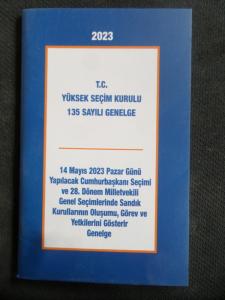 2023
T.C.
YÜKSEK SEÇİM KURULU
135 SAYILI GENELGE
14 Mayıs 2023 Pazar Günü
Yapılacak Cumhurbaşkanı Seçimi
ve 28. Dönem Milletvekili
Genel Seçimlerinde Sandık
Kurullarının Oluşumu, Görev ve
Yetkilerini Gösterir
Genelge